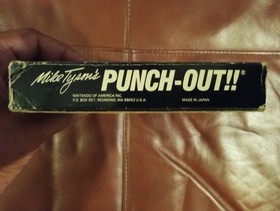 Mike Tyson's PUNCH-OUT!!®
NINTENDO OF AMERICA INC.
P.O. BOX 957, REDMOND, WA 98052 U.S.A. MADE IN JAPAN